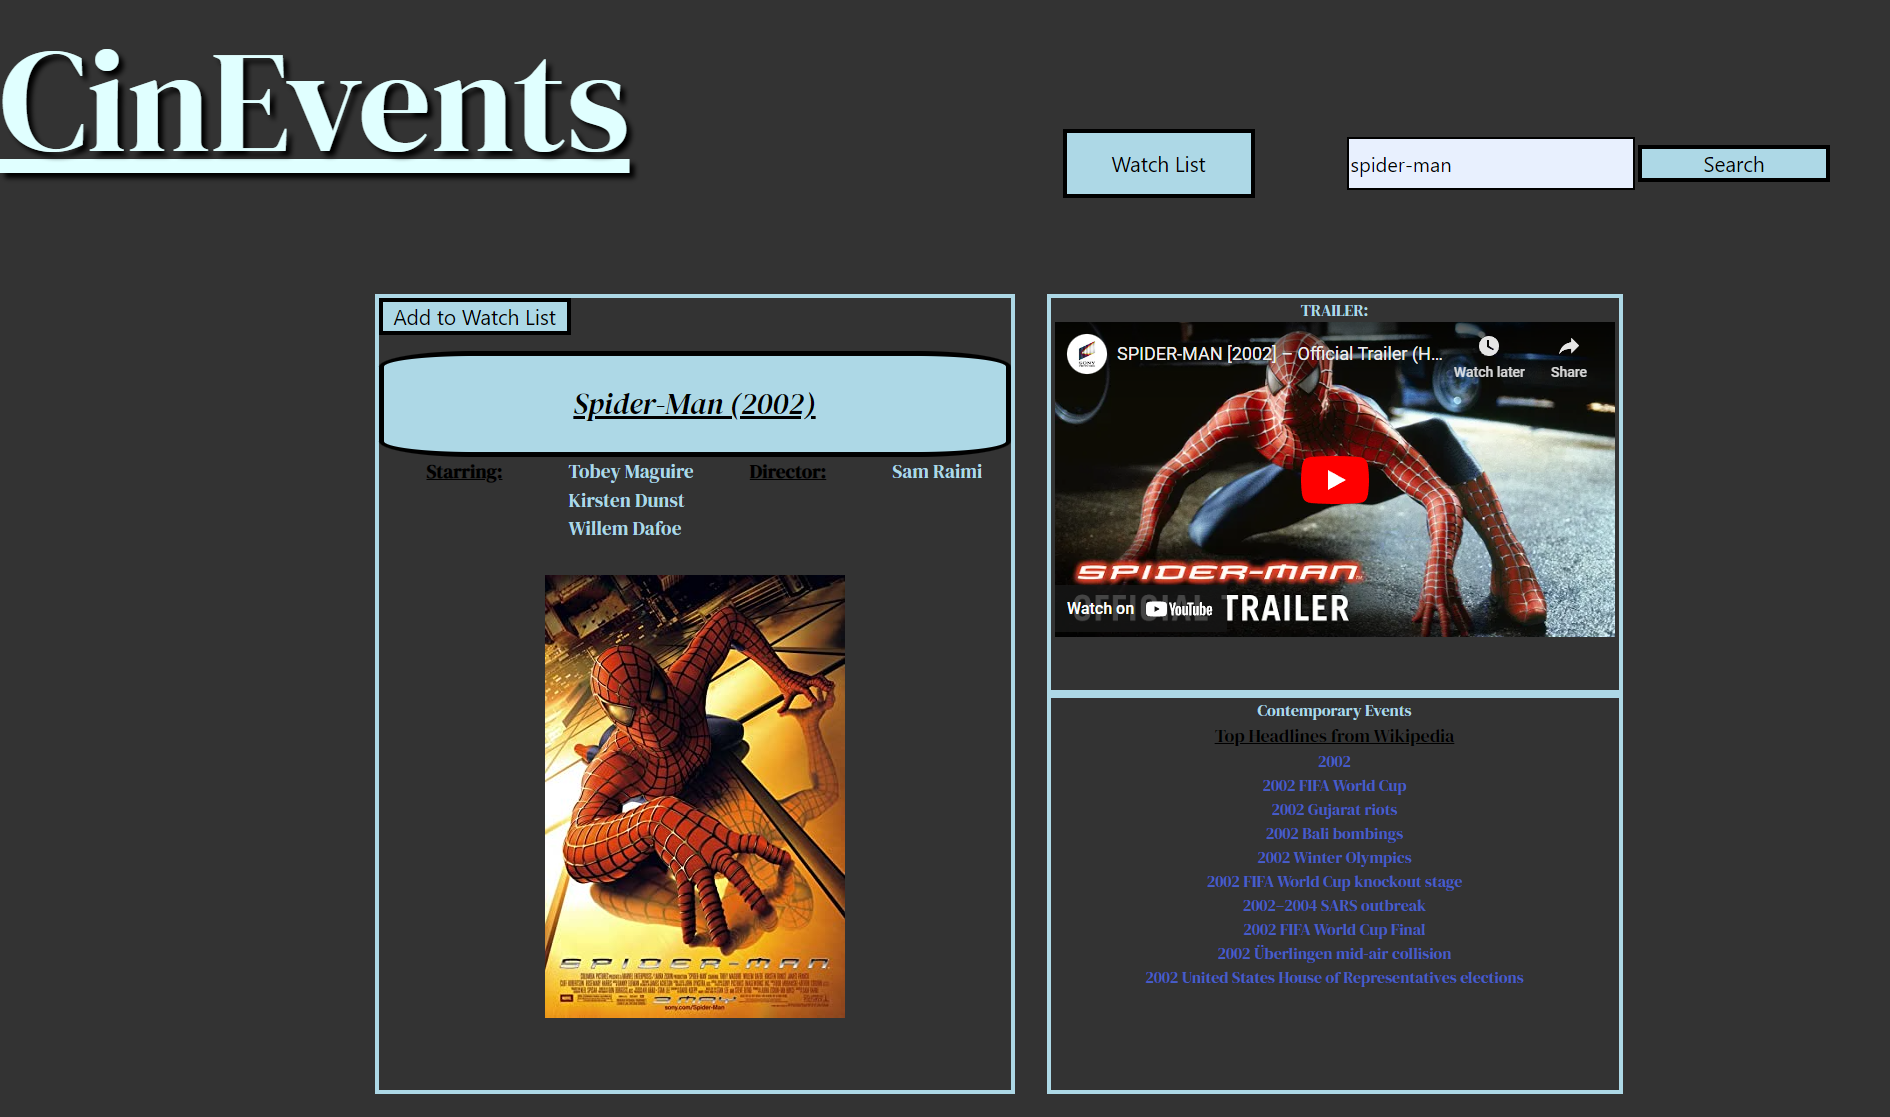 CinEvents
Watch List
spider-man
Search
Add to Watch List
Spider-Man (2002)
Starring: Tobey Maguire Director: Sam Raimi
Kirsten Dunst
Willem Dafoe
SPIDER-MAN
sony.com/Spider-Man
TRAILER:
SPIDER-MAN [2002] – Official Trailer (H...
Watch later
Share
SPIDER-MAN
OFFICIAL TRAILER
Watch on YouTube
Contemporary Events
Top Headlines from Wikipedia
2002
2002 FIFA World Cup
2002 Gujarat riots
2002 Bali bombings
2002 Winter Olympics
2002 FIFA World Cup knockout stage
2002–2004 SARS outbreak
2002 FIFA World Cup Final
2002 Überlingen mid-air collision
2002 United States House of Representatives elections